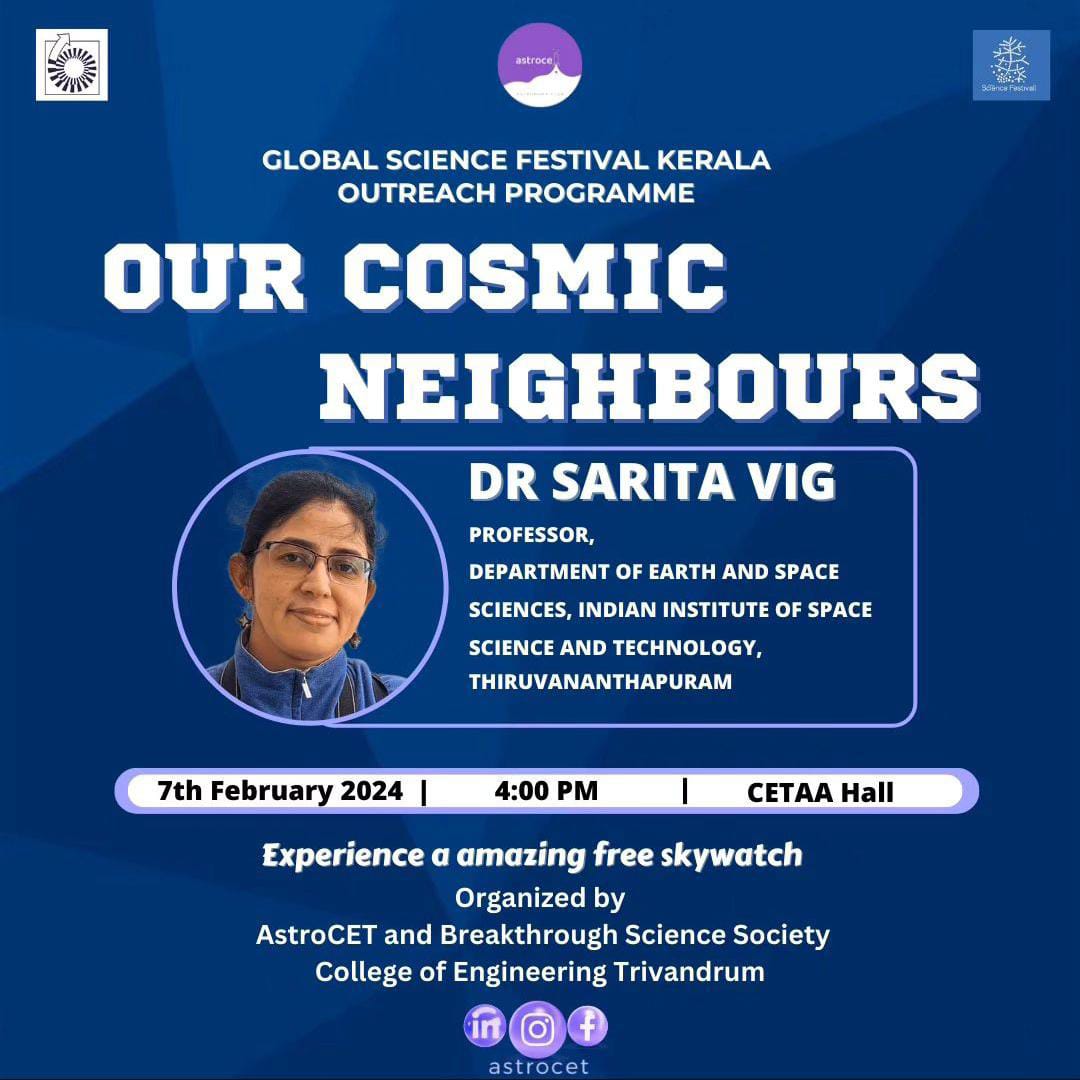 astrocet
Science Festival
GLOBAL SCIENCE FESTIVAL KERALA
OUTREACH PROGRAMME
OUR COSMIC
NEIGHBOURS
DR SARITA VIG
PROFESSOR,
DEPARTMENT OF EARTH AND SPACE
SCIENCES, INDIAN INSTITUTE OF SPACE
SCIENCE AND TECHNOLOGY,
THIRUVANANTHAPURAM
7th February 2024 | 4:00 PM | CETAA Hall
Experience a amazing free skywatch
Organized by
AstroCET and Breakthrough Science Society
College of Engineering Trivandrum
in f
astrocet